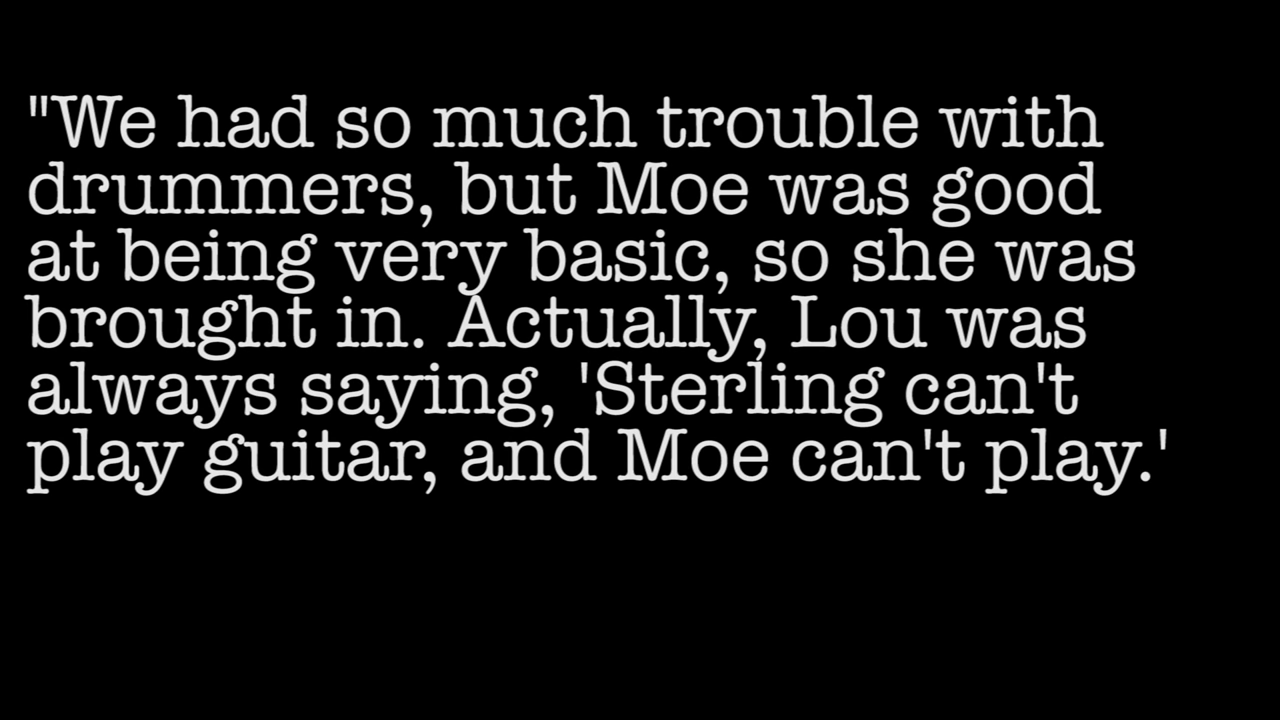 "We had so much trouble with
drummers, but Moe was good
at being very basic, so she was
brought in. Actually, Lou was
always saying, 'Sterling can't
play guitar, and Moe can't play.'